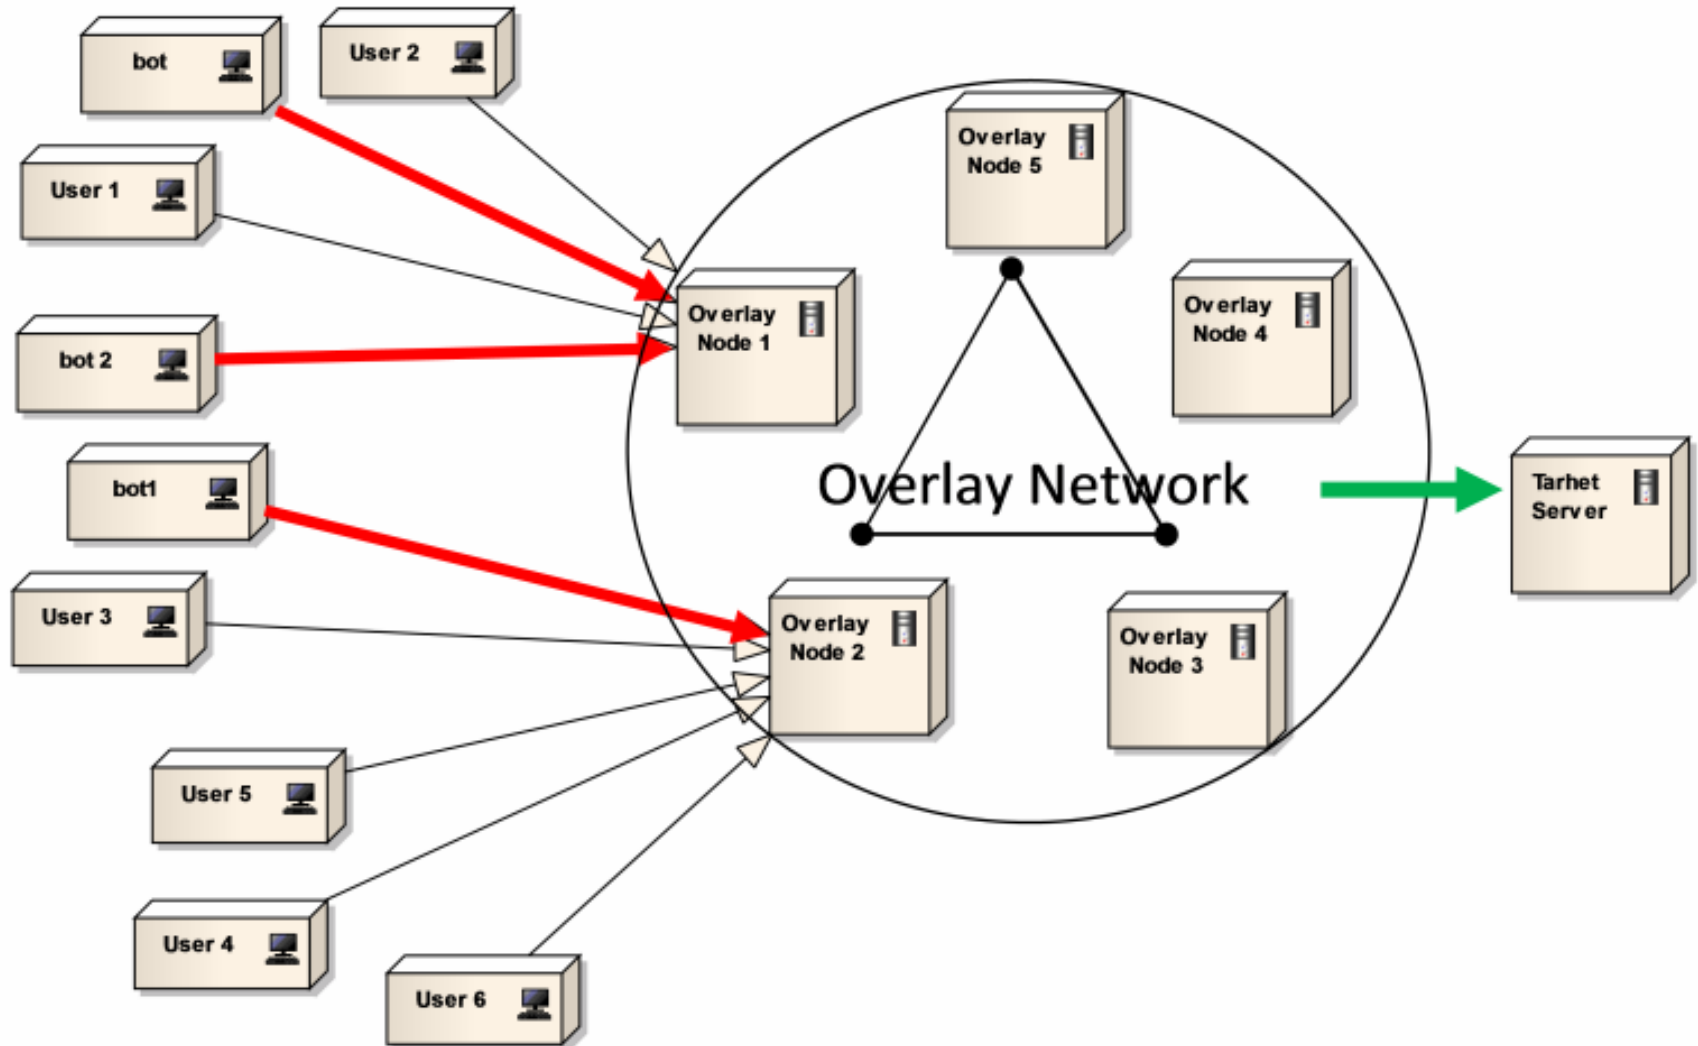 bot
User 2
User 1
bot 2
bot1
User 3
User 5
User 4
User 6
Overlay
Node 5
Overlay
Node 1
Overlay
Node 4
Overlay Network
Overlay
Node 2
Overlay
Node 3
Tarhet
Server